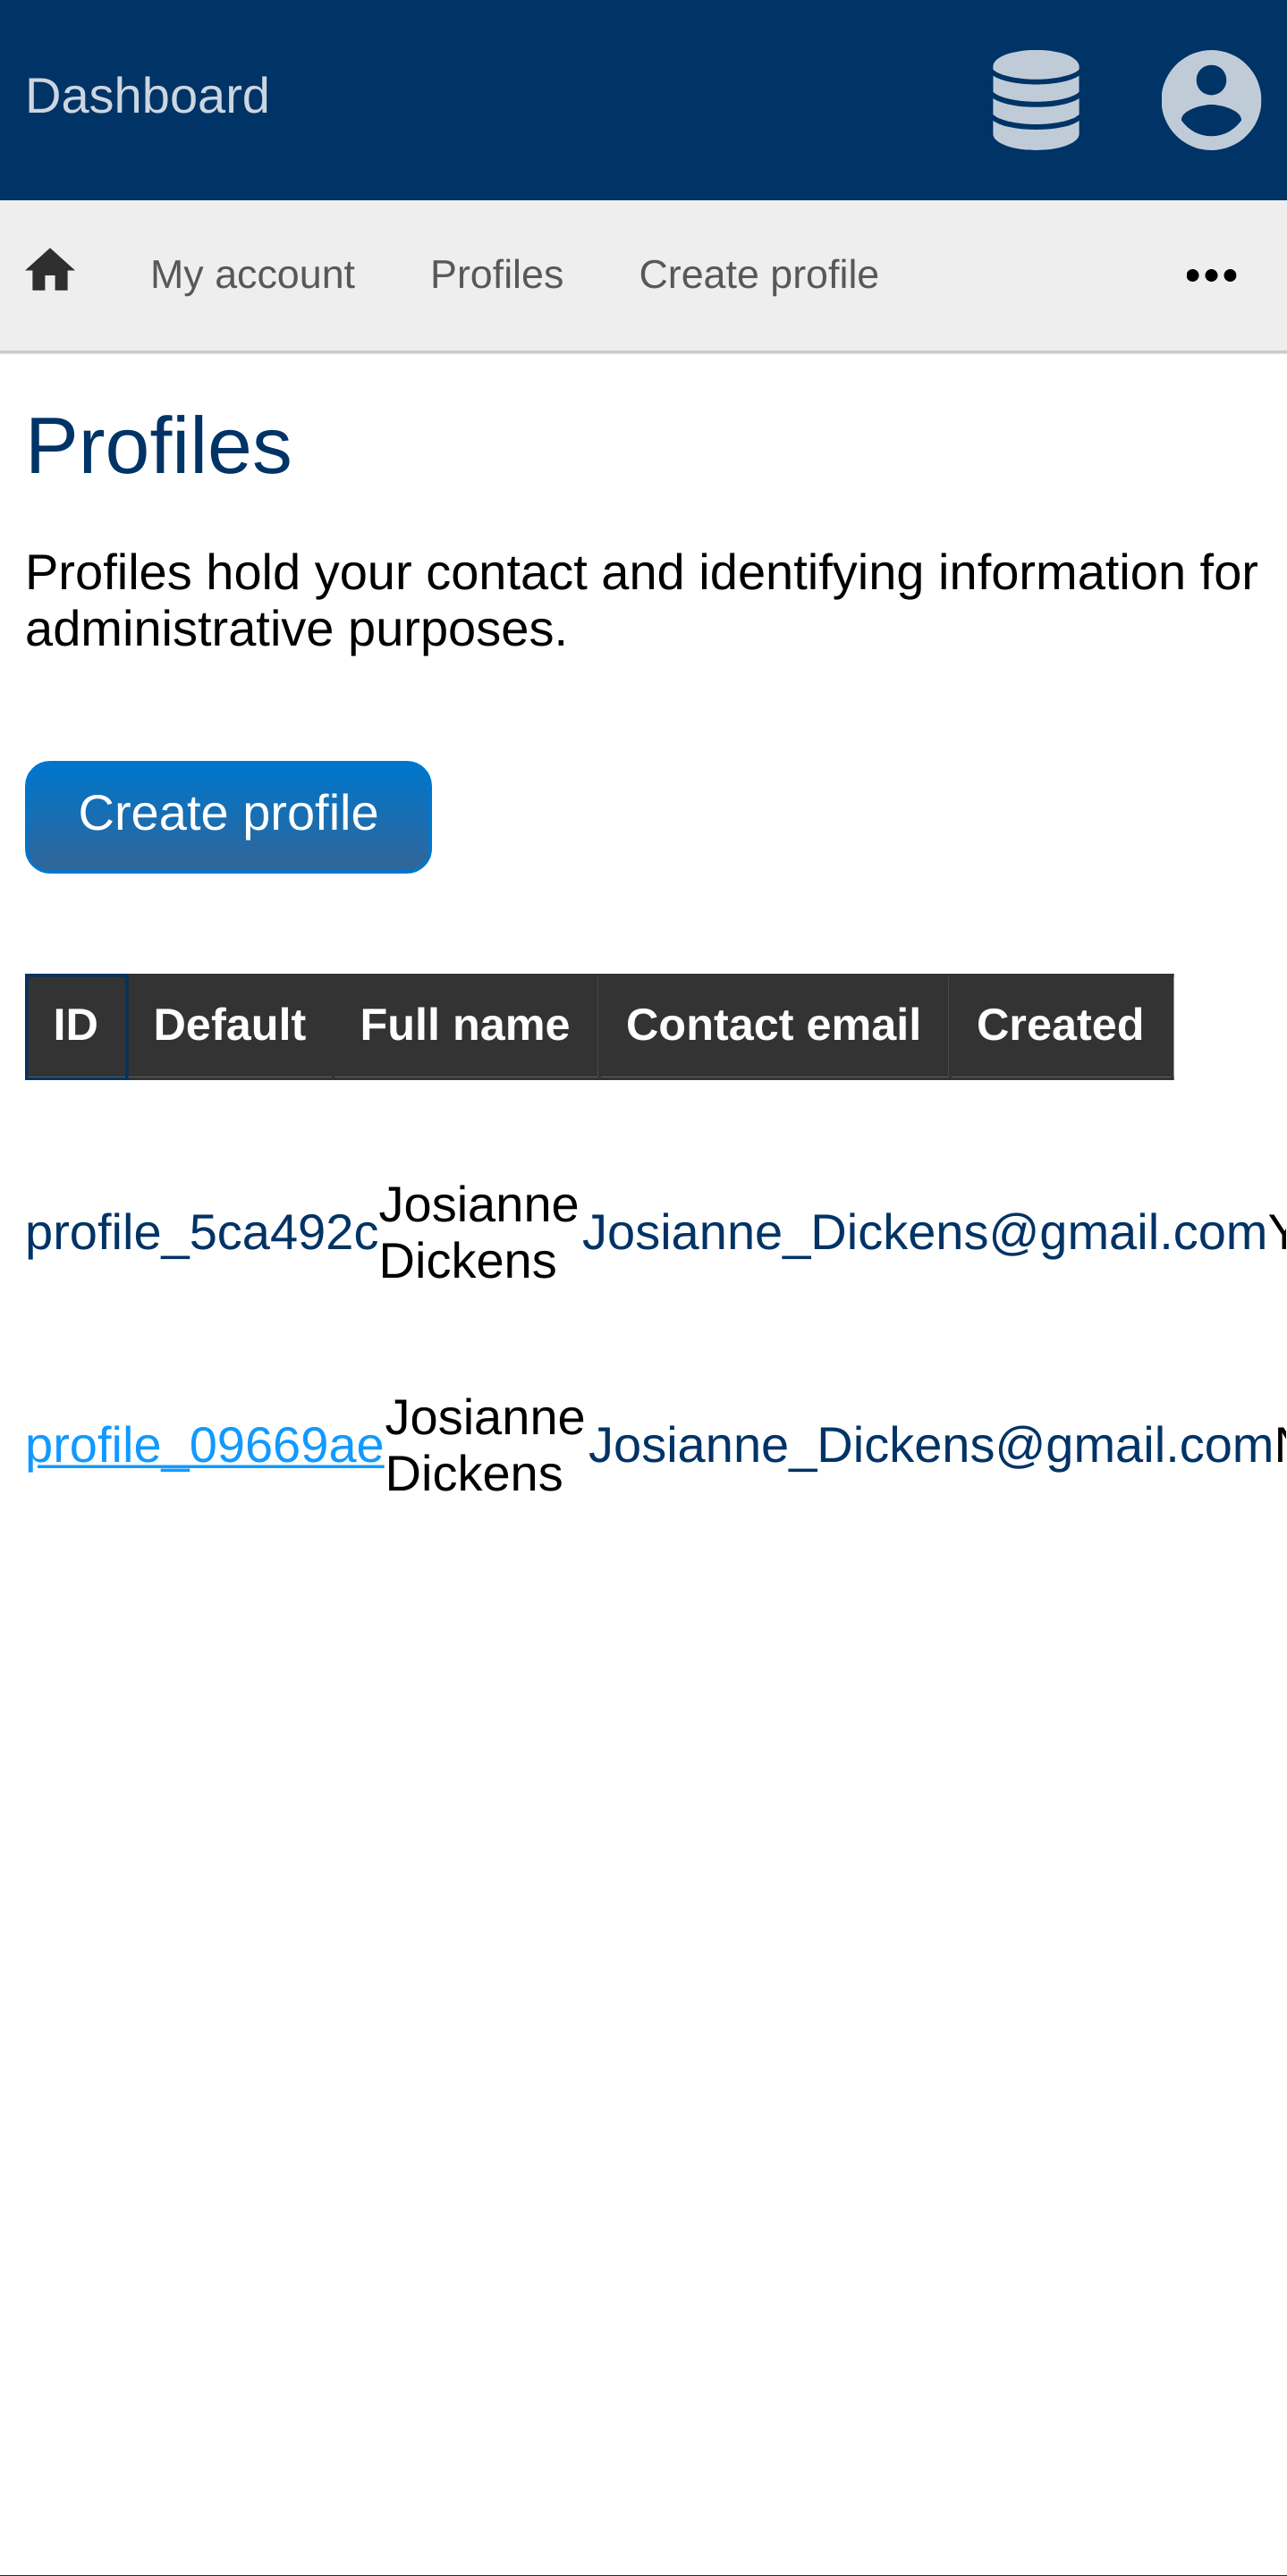 Dashboard
My account Profiles Create profile
Profiles
Profiles hold your contact and identifying information for
administrative purposes.
Create profile
ID Default Full name Contact email Created
profile_5ca492c Josianne Dickens Josianne_Dickens@gmail.com
profile_09669ae Josianne Dickens Josianne_Dickens@gmail.com